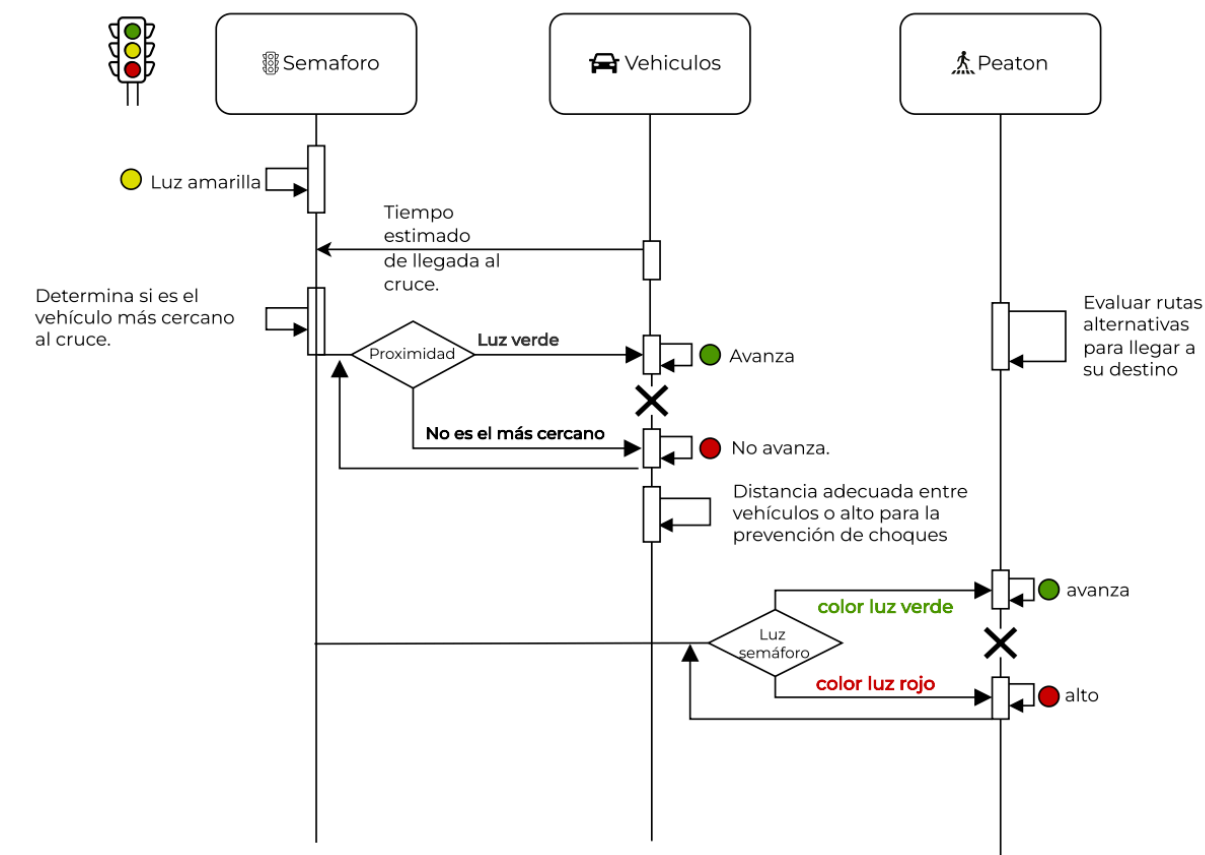 Semaforo
Vehiculos
Peaton
Luz amarilla
Tiempo
estimado
de llegada al
cruce.
Determina si es el
vehículo más cercano
al cruce.
Evaluar rutas
alternativas
para llegar a
su destino
Proximidad
Luz verde
Avanza
No es el más cercano
No avanza.
Distancia adecuada entre
vehículos o alto para la
prevención de choques
color luz verde
avanza
Luz
semáforo
color luz rojo
alto